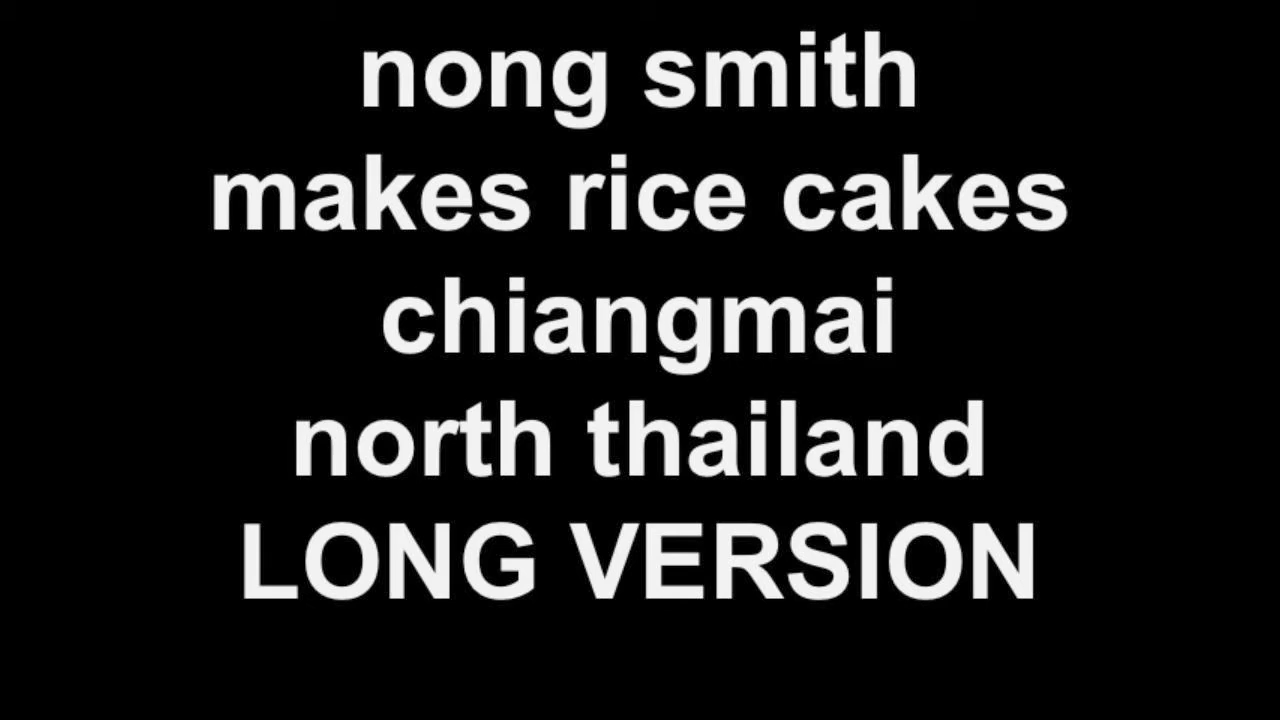 nong smith
makes rice cakes
chiangmai
north thailand
LONG VERSION